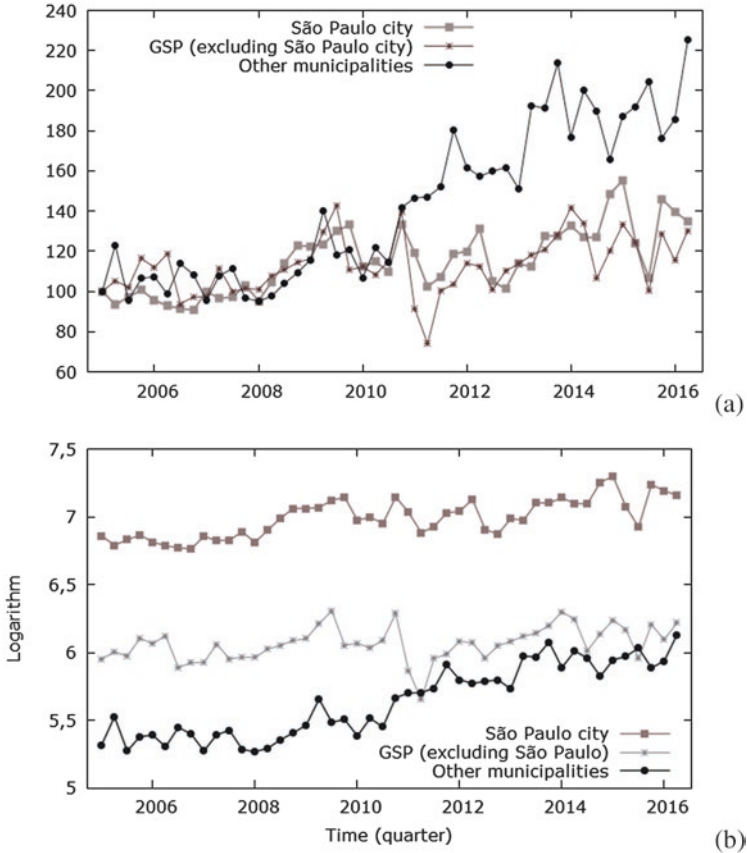 240
220
200
180
160
140
120
100
80
60
São Paulo city
GSP (excluding São Paulo city)
Other municipalities
2006 2008 2010 2012 2014 2016
(a)
7,5
7
6,5
6
5,5
5
Logarithm
São Paulo city
GSP (excluding São Paulo)
Other municipalities
2006 2008 2010 2012 2014 2016
Time (quarter)
(b)